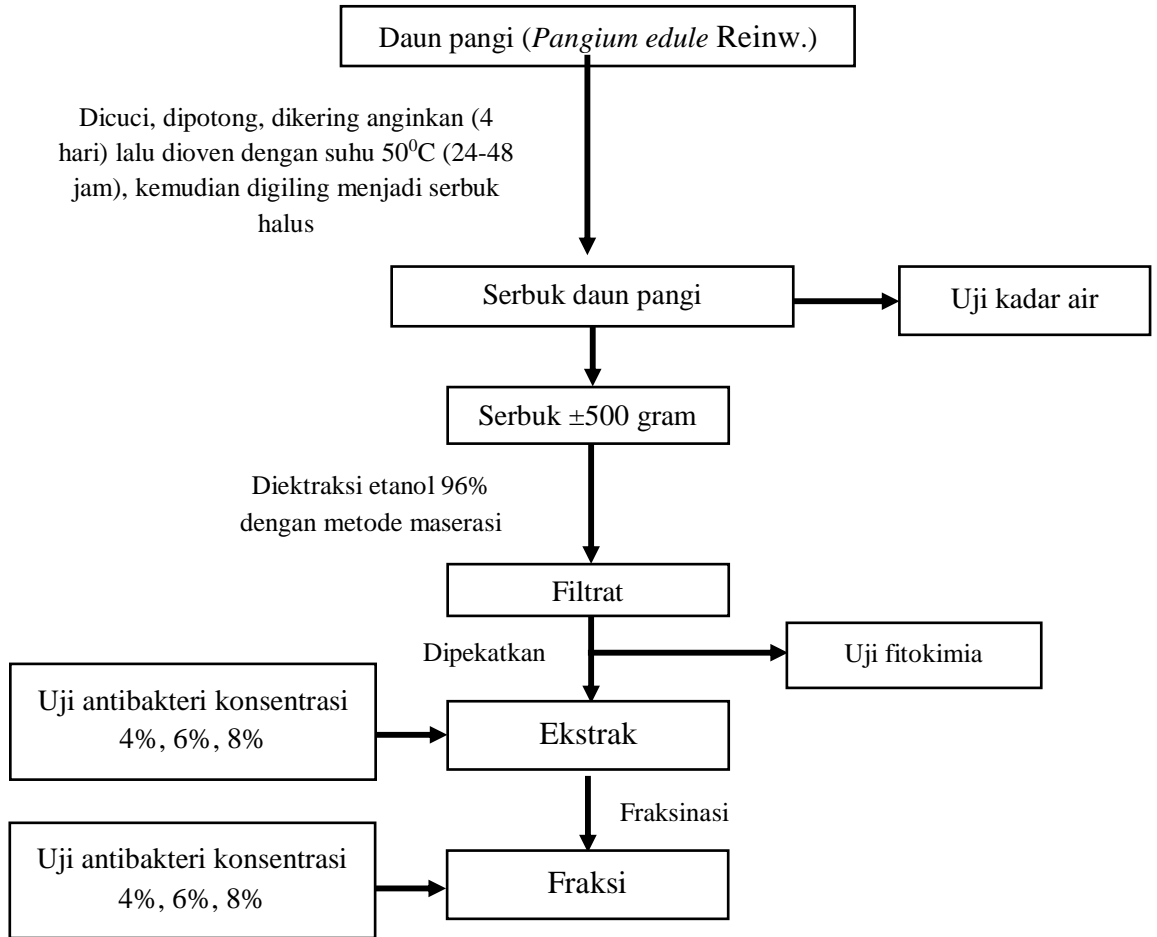 Daun pangi (Pangium edule Reinw.)
Dicuci, dipotong, dikering anginkan (4
hari) lalu dioven dengan suhu 50⁰C (24-48
jam), kemudian digiling menjadi serbuk
halus
Serbuk daun pangi
Uji kadar air
Serbuk ±500 gram
Diektraksi etanol 96%
dengan metode maserasi
Filtrat
Dipekatkan
Uji fitokimia
Uji antibakteri konsentrasi
4%, 6%, 8%
Ekstrak
Fraksinasi
Uji antibakteri konsentrasi
4%, 6%, 8%
Fraksi